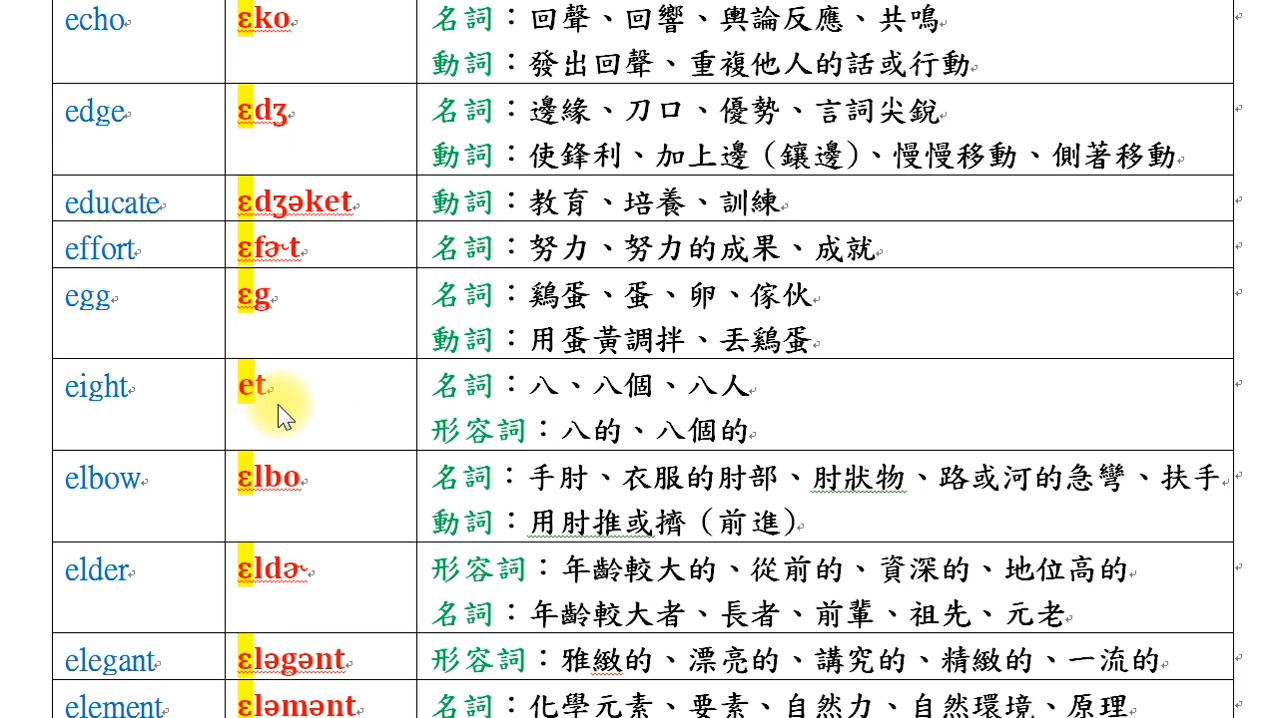 echo ɛko 名詞：回聲、回響、輿論反應、共鳴
動詞：發出回聲、重複他人的話或行動
edge ɛdʒ 名詞：邊緣、刀口、優勢、言詞尖銳
動詞：使鋒利、加上邊（鑲邊）、慢慢移動、側著移動
educate ɛdʒəket 動詞：教育、培養、訓練
effort ɛfɚt 名詞：努力、努力的成果、成就
egg ɛg 名詞：鷄蛋、蛋、卵、傢伙
動詞：用蛋黃調拌、丟鷄蛋
eight et 名詞：八、八個、八人
形容詞：八的、八個的
elbow ɛlbo 名詞：手肘、衣服的肘部、肘狀物、路或河的急彎、扶手
動詞：用肘推或擠（前進）
elder ɛldɚ 形容詞：年齡較大的、從前的、資深的、地位高的
名詞：年齡較大者、長者、前輩、祖先、元老
elegant ɛləgənt 形容詞：雅緻的、漂亮的、講究的、精緻的、一流的
element ɛləmənt 名詞：化學元素、要素、自然力、自然環境、原理